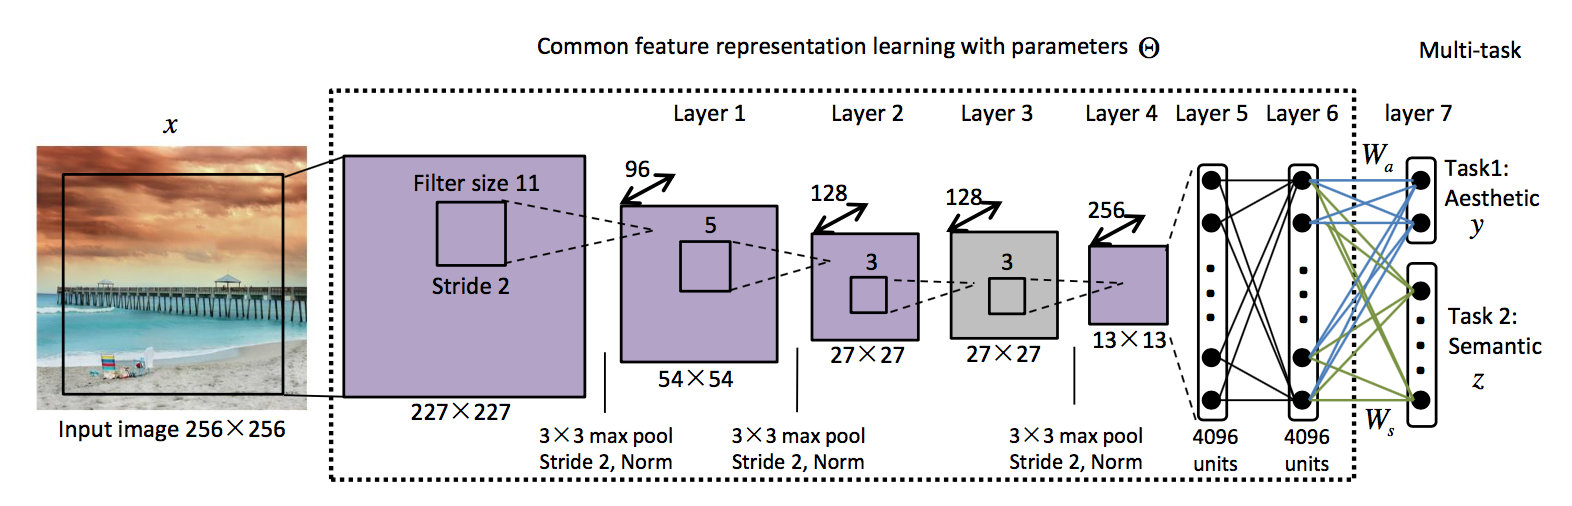 Common feature representation learning with parameters Θ
Multi-task
x
Layer 1
Layer 2
Layer 3
Layer 4
Layer 5
Layer 6
layer 7
Filter size 11
Stride 2
96
5
128
3
128
3
256
W_a
Task1:
Aesthetic
y
Task 2:
Semantic
z
W_s
Input image 256×256
227×227
54×54
27×27
27×27
13×13
3×3 max pool
Stride 2, Norm
3×3 max pool
Stride 2, Norm
3×3 max pool
Stride 2, Norm
4096
units
4096
units